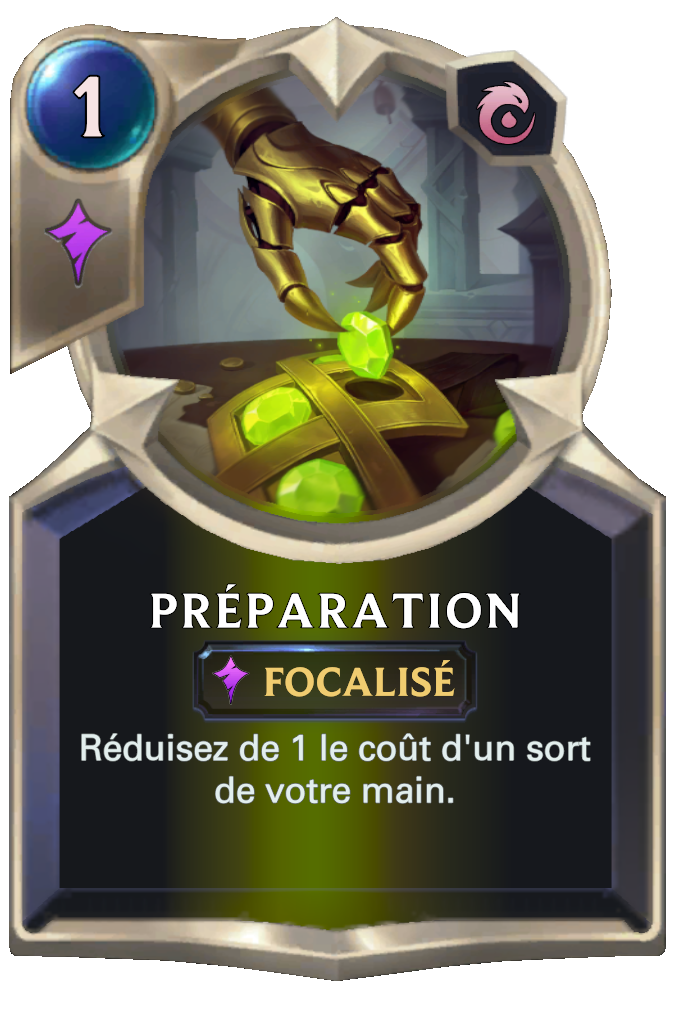 1
PRÉPARATION
FOCALISÉ
Réduisez de 1 le coût d'un sort
de votre main.